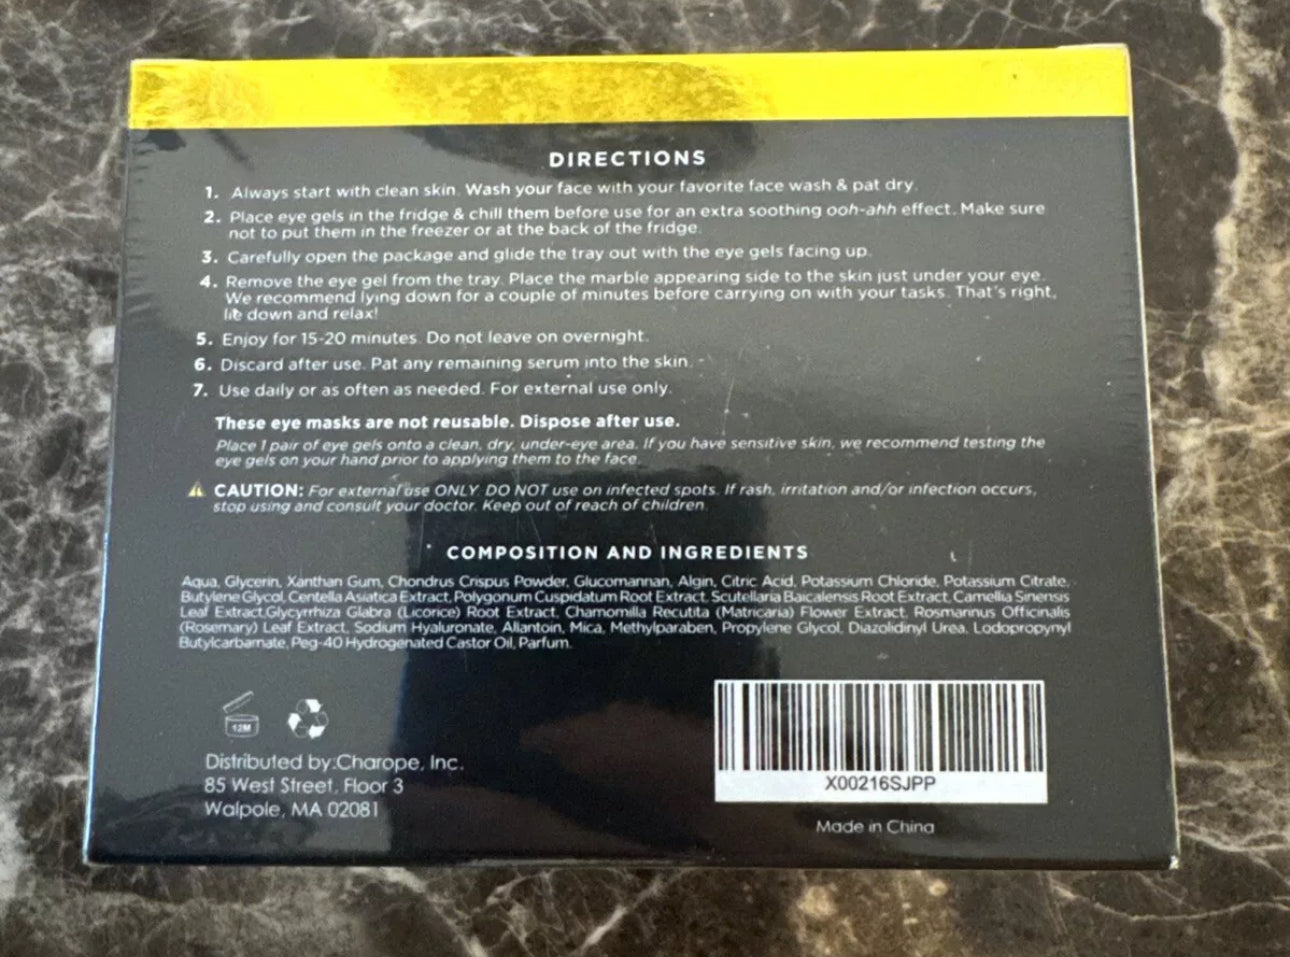 DIRECTIONS
1. Always start with clean skin. Wash your face with your favorite face wash & pat dry.
2. Place eye gels in the fridge & chill them before use for an extra soothing ooh-ahh effect. Make sure
not to put them in the freezer or at the back of the fridge.
3. Carefully open the package and glide the tray out with the eye gels facing up.
4. Remove the eye gel from the tray. Place the marble appearing side to the skin just under your eye.
We recommend lying down for a couple of minutes before carrying on with your tasks. That's right,
lie down and relax!
5. Enjoy for 15-20 minutes. Do not leave on overnight.
6. Discard after use. Pat any remaining serum into the skin.
7. Use daily or as often as needed. For external use only.
These eye masks are not reusable. Dispose after use.
Place 1 pair of eye gels onto a clean, dry, under-eye area. If you have sensitive skin, we recommend testing the
eye gels on your hand prior to applying them to the face.
CAUTION: For external use ONLY. DO NOT use on infected spots. If rash, irritation and/or infection occurs,
stop using and consult your doctor. Keep out of reach of children.
COMPOSITION AND INGREDIENTS
Aqua, Glycerin, Xanthan Gum, Chondrus Crispus Powder, Glucomannan, Algin, Citric Acid, Potassium Chloride, Potassium Citrate,
Butylene Glycol, Centella Asiatica Extract, Polygonum Cuspidatum Root Extract, Scutellaria Baicalensis Root Extract, Camellia Sinensis
Leaf Extract,Glycyrrhiza Glabra (Licorice) Root Extract, Chamomilla Recutita (Matricaria) Flower Extract, Rosmarinus Officinalis
(Rosemary) Leaf Extract, Sodium Hyaluronate, Allantoin, Mica, Methylparaben, Propylene Glycol, Diazolidinyl Urea, Lodopropynyl
Butylcarbamate, Peg-40 Hydrogenated Castor Oil, Parfum.
12M
Distributed by:Charope, Inc.
85 West Street, Floor 3
Walpole, MA 02081
X00216SJPP
Made in China